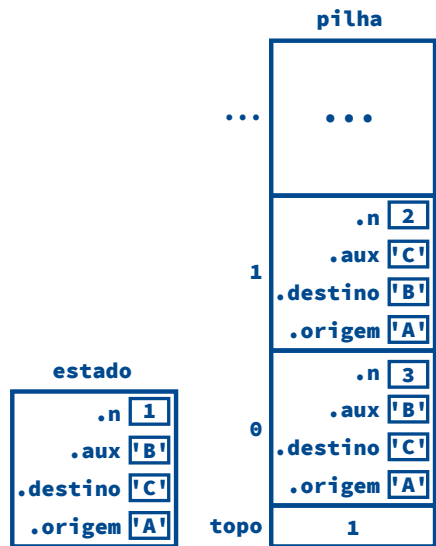 pilha
... ...
.n 2
.aux 'C'
1
.destino 'B'
.origem 'A'
.n 3
.aux 'B'
0
.destino 'C'
.origem 'A'
topo 1
estado
.n 1
.aux 'B'
.destino 'C'
.origem 'A'